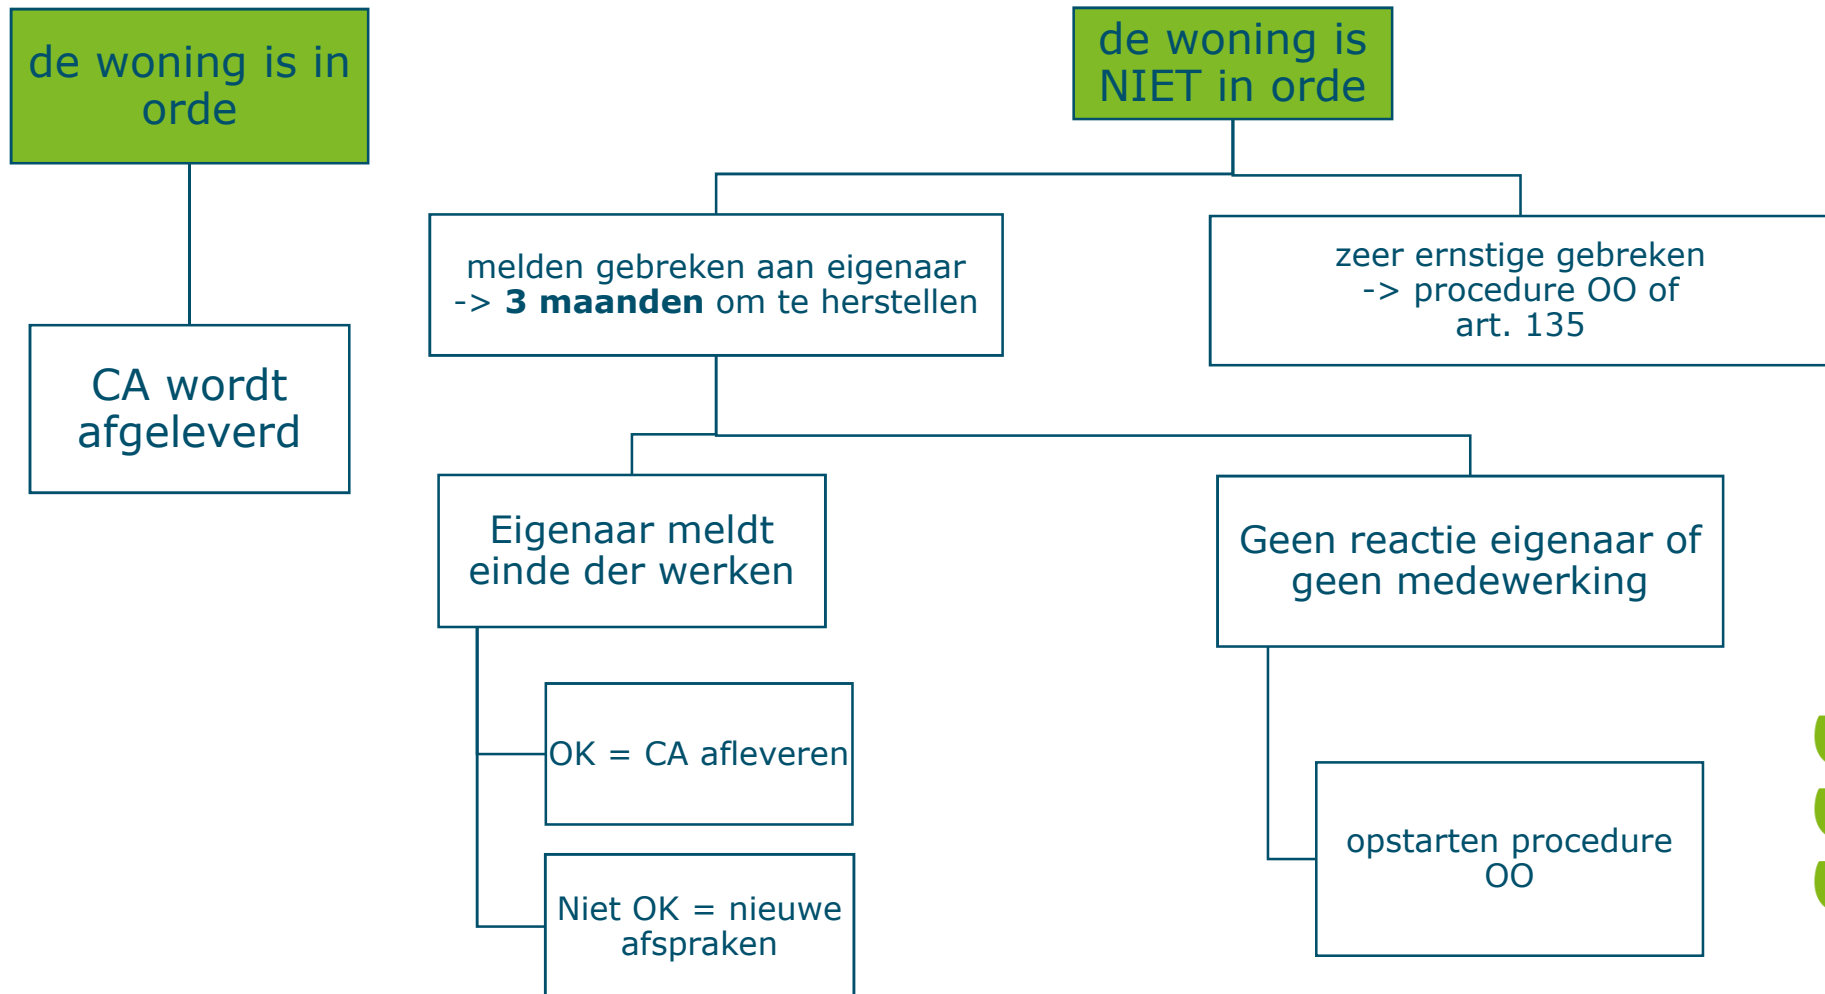 de woning is in
orde
CA wordt
afgeleverd
de woning is
NIET in orde
melden gebreken aan eigenaar
-> 3 maanden om te herstellen
zeer ernstige gebreken
-> procedure OO of
art. 135
Eigenaar meldt
einde der werken
OK = CA afleveren
Niet OK = nieuwe
afspraken
Geen reactie eigenaar of
geen medewerking
opstarten procedure
OO